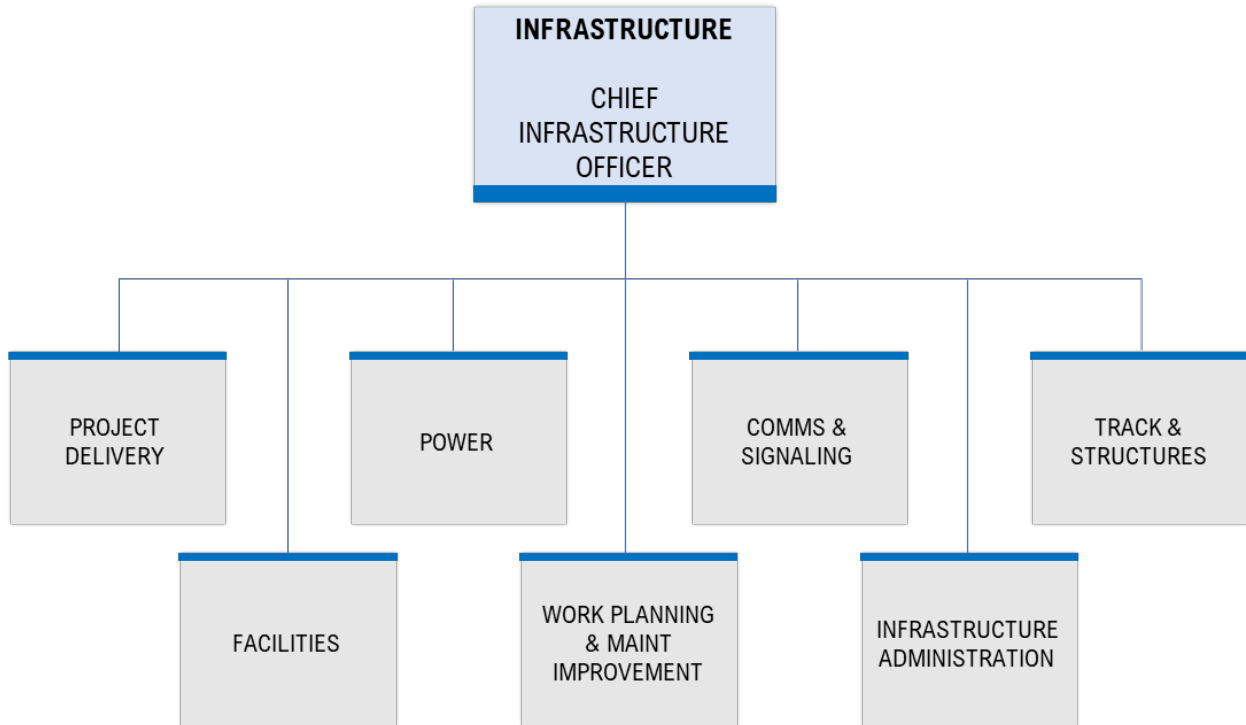 INFRASTRUCTURE
CHIEF
INFRASTRUCTURE
OFFICER
PROJECT
DELIVERY
POWER
COMMS &
SIGNALING
TRACK &
STRUCTURES
FACILITIES
WORK PLANNING
& MAINT
IMPROVEMENT
INFRASTRUCTURE
ADMINISTRATION